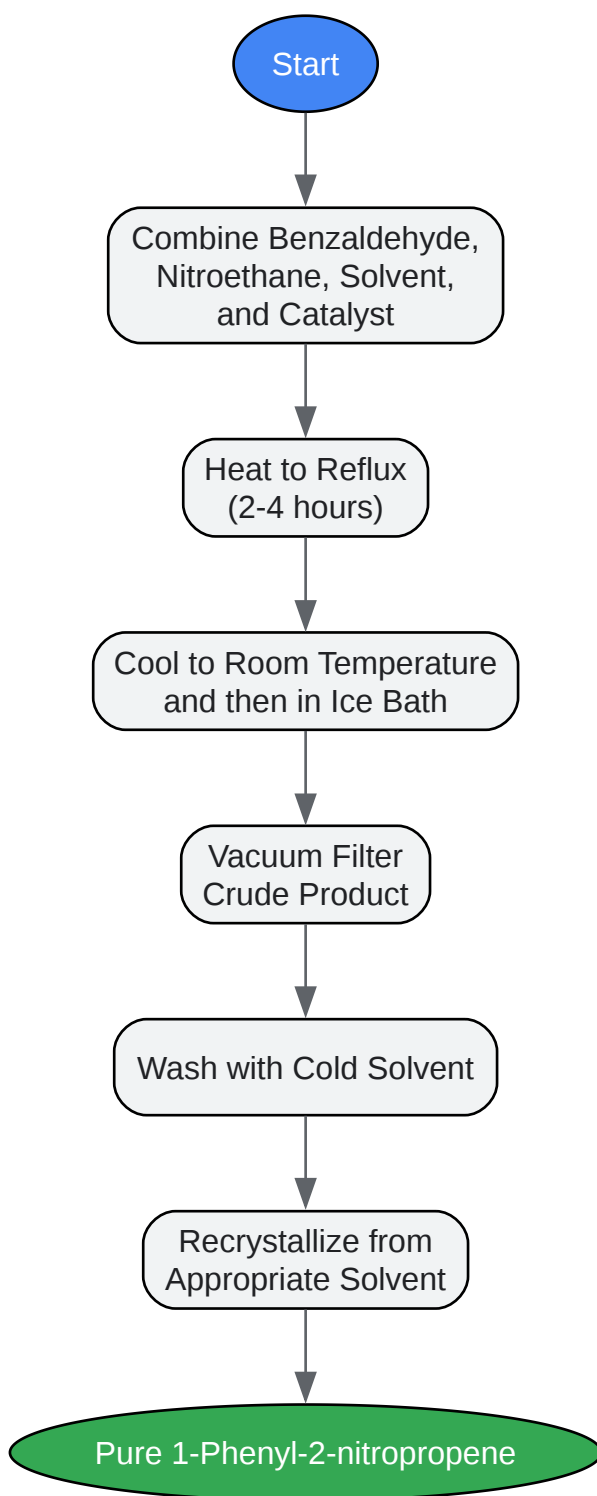 Start
Combine Benzaldehyde,
Nitroethane, Solvent,
and Catalyst
Heat to Reflux
(2-4 hours)
Cool to Room Temperature
and then in Ice Bath
Vacuum Filter
Crude Product
Wash with Cold Solvent
Recrystallize from
Appropriate Solvent
Pure 1-Phenyl-2-nitropropene